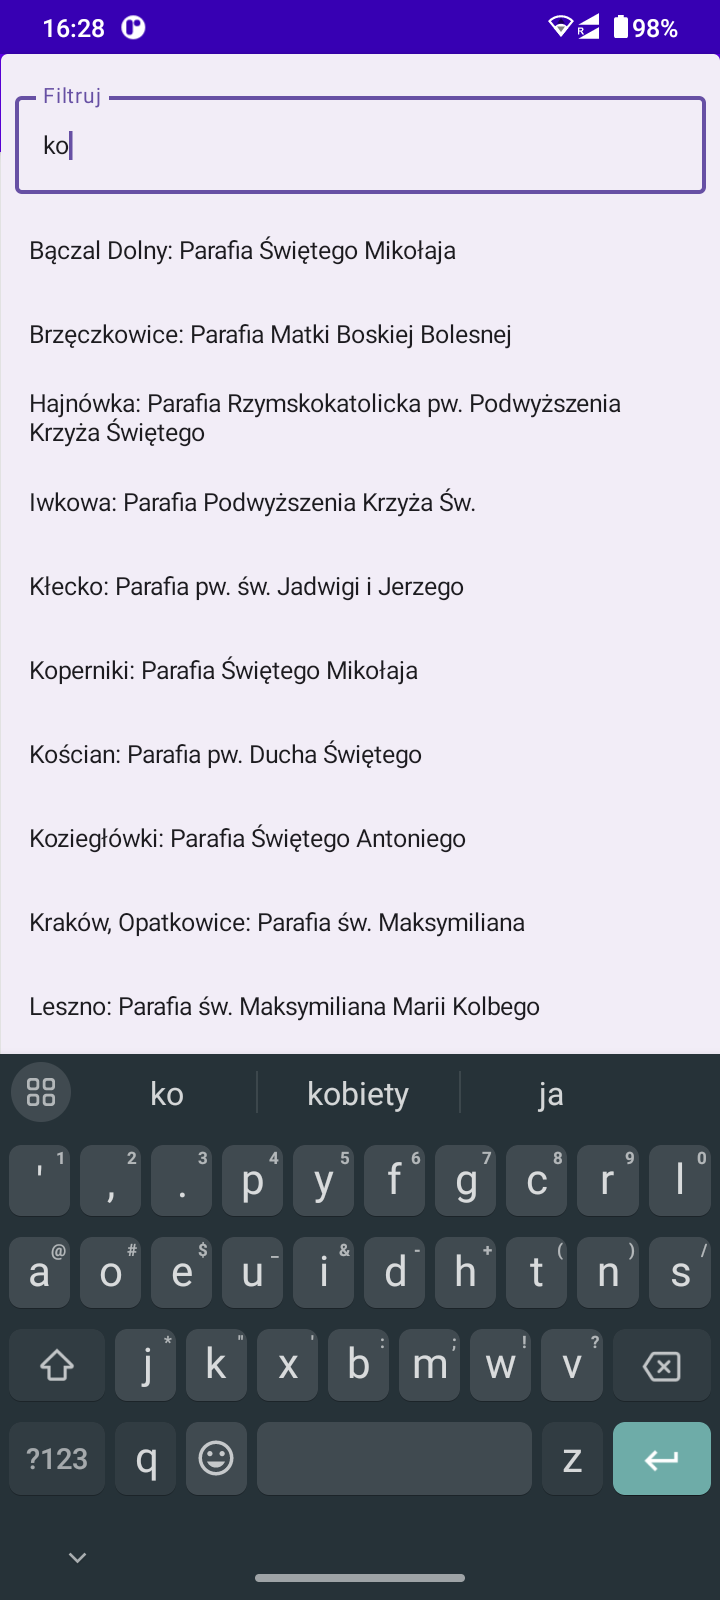 16:28
R
98%
Filtruj
ko
Bączal Dolny: Parafia Świętego Mikołaja
Brzęczkowice: Parafia Matki Boskiej Bolesnej
Hajnówka: Parafia Rzymskokatolicka pw. Podwyższenia
Krzyża Świętego
Iwkowa: Parafia Podwyższenia Krzyża Św.
Kłecko: Parafia pw. św. Jadwigi i Jerzego
Koperniki: Parafia Świętego Mikołaja
Kościan: Parafia pw. Ducha Świętego
Koziegłówki: Parafia Świętego Antoniego
Kraków, Opatkowice: Parafia św. Maksymiliana
Leszno: Parafia św. Maksymiliana Marii Kolbego
ko kobiety ja
' 1 , 2 . 3 p 4 y 5 f 6 g 7 c 8 r 9 l 0
a @ o # e $ u _ i & d - h + t ( n ) s /
j * k " x ' b : m ; w ! v ?
?123 q z